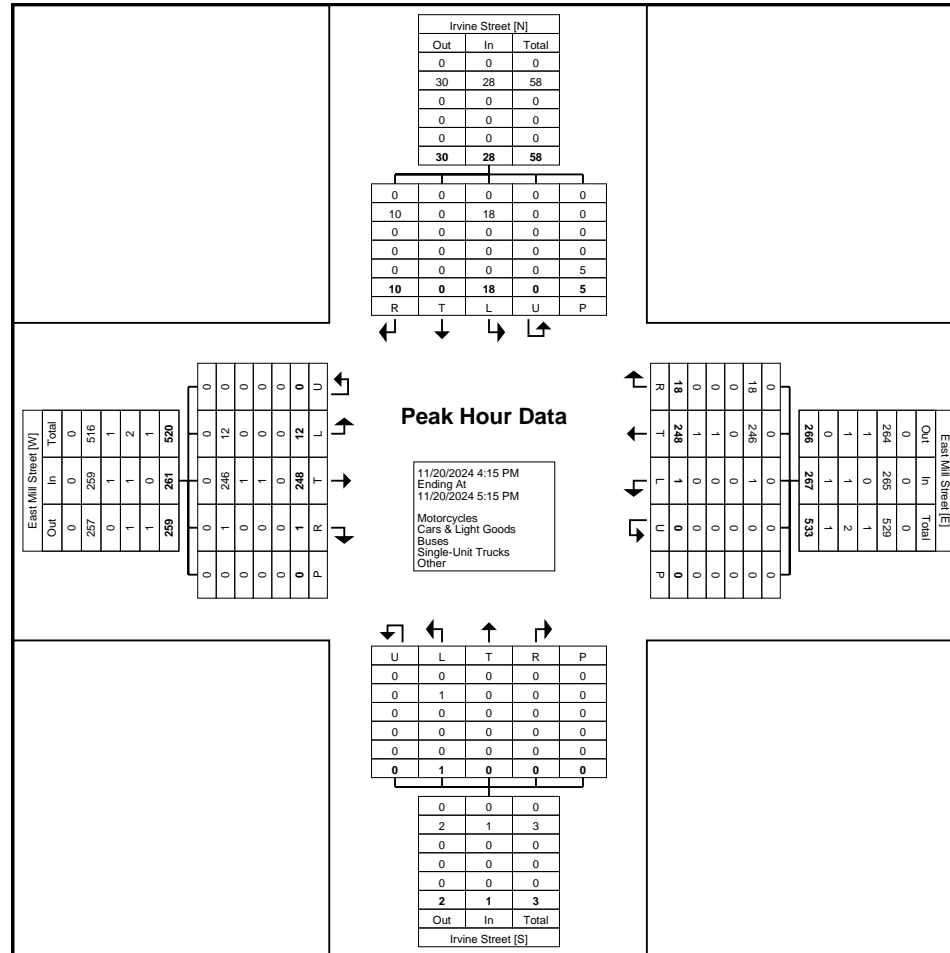 Irvine Street [N]
Out In Total
0 0 0
30 28 58
0 0 0
0 0 0
0 0 0
30 28 58
0 0 0 0 0
10 0 18 0 0
0 0 0 0 0
0 0 0 0 0
0 0 0 0 5
10 0 18 0 5
R T L U P
East Mill Street [W]
Total In Out
0 0 0
516 259 257
1 1 0
2 1 1
1 0 1
520 261 259
0 0 0 0 0
0 12 246 1 0
0 0 1 0 0
0 0 1 0 0
0 0 0 0 0
0 12 248 1 0
U L T R P
Peak Hour Data
11/20/2024 4:15 PM
Ending At
11/20/2024 5:15 PM
Motorcycles
Cars & Light Goods
Buses
Single-Unit Trucks
Other
East Mill Street [E]
Out In Total
0 0 0
264 265 529
1 0 1
1 1 2
0 1 1
266 267 533
0 0 0 0 0
18 246 1 0 0
0 0 0 0 0
0 1 0 0 0
0 1 0 0 0
18 248 1 0 0
R T L U P
U L T R P
0 0 0 0 0
0 1 0 0 0
0 0 0 0 0
0 0 0 0 0
0 0 0 0 0
0 1 0 0 0
0 0 0
2 1 3
0 0 0
0 0 0
0 0 0
2 1 3
Out In Total
Irvine Street [S]